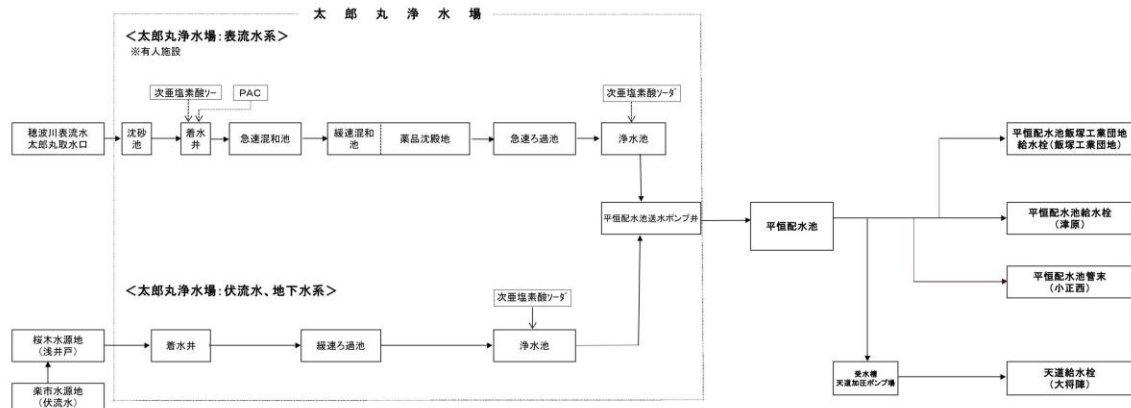 太郎丸浄水場
＜太郎丸浄水場：表流水系＞
※有人施設
次亜塩素酸ソー
PAC
次亜塩素酸ソーダ
穂波川表流水
太郎丸取水口
沈砂
池
着水
井
急速混和池
緩速混和
池
薬品沈殿地
急速ろ過池
浄水池
平恒配水池送水ポンプ井
平恒配水池
平恒配水池飯塚工業団地
給水栓(飯塚工業団地)
平恒配水池給水栓
(津原)
平恒配水池管末
(小正西)
＜太郎丸浄水場：伏流水、地下水系＞
次亜塩素酸ソーダ
桜木水源地
(浅井戸)
着水井
緩速ろ過池
浄水池
楽市水源地
(伏流水)
受水槽
天道加圧ポンプ場
天道給水栓
(大将陣)